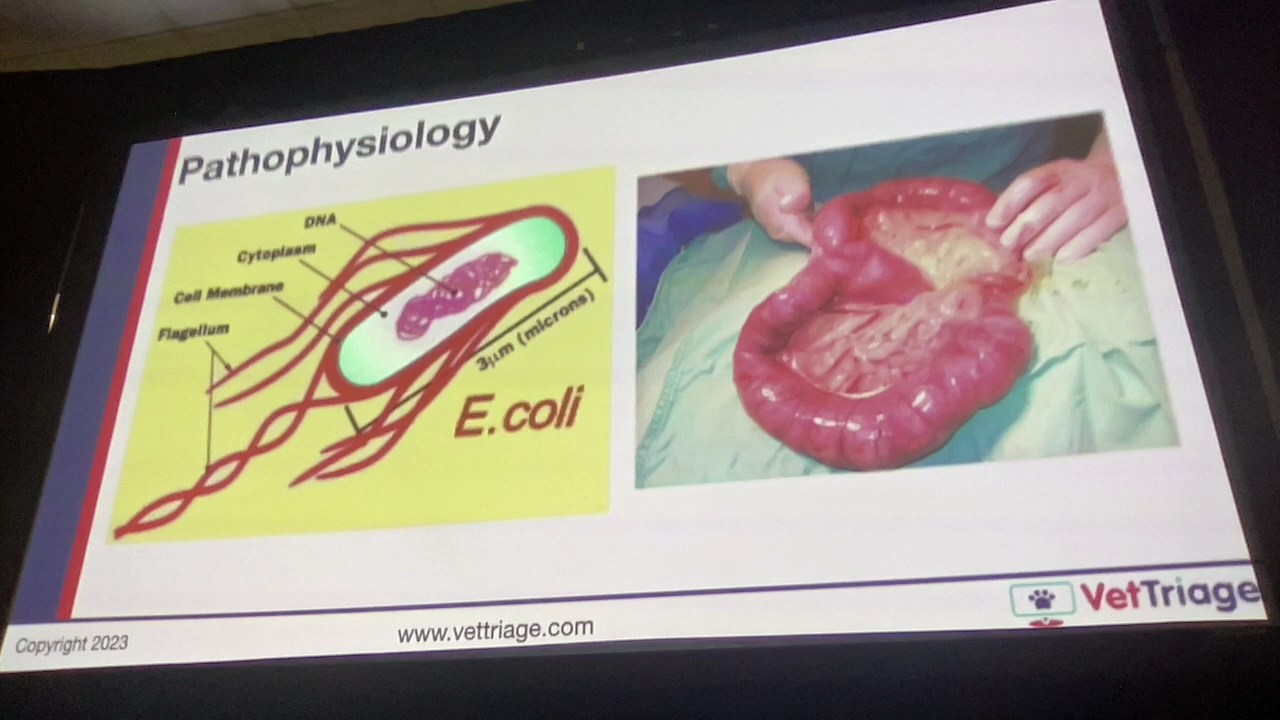 Pathophysiology
DNA
Cytoplasm
Cell Membrane
Flagellum
3μm (microns)
E.coli
Copyright 2023
www.vettriage.com
VetTriage